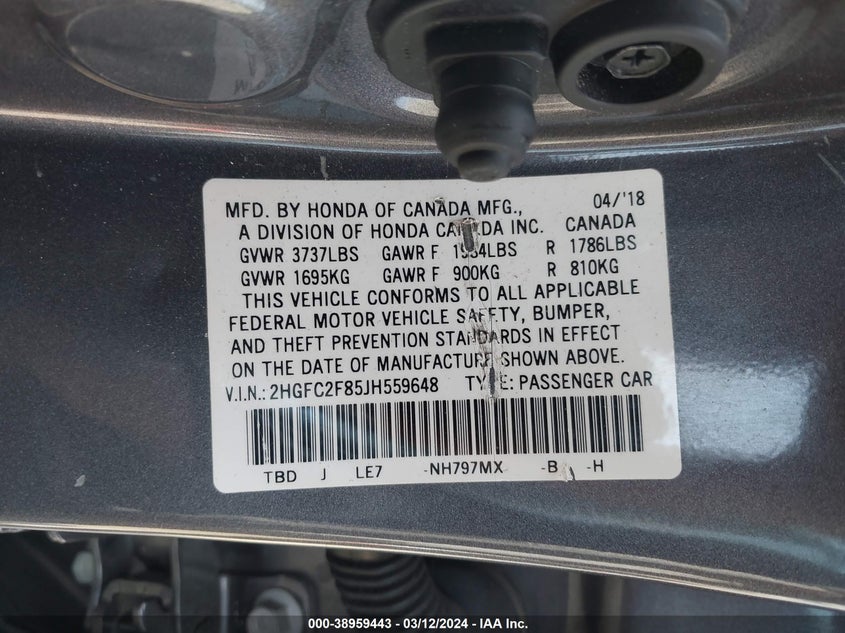 MFD. BY HONDA OF CANADA MFG., 04/'18
A DIVISION OF HONDA CANADA INC. CANADA
GVWR 3737LBS GAWR F 1984LBS R 1786LBS
GVWR 1695KG GAWR F 900KG R 810KG
THIS VEHICLE CONFORMS TO ALL APPLICABLE
FEDERAL MOTOR VEHICLE SAFETY, BUMPER,
AND THEFT PREVENTION STANDARDS IN EFFECT
ON THE DATE OF MANUFACTURE SHOWN ABOVE.
V.I.N.: 2HGFC2F85JH559648 TYPE: PASSENGER CAR
TBD J LE7 -NH797MX -B -H
000-38959443 - 03/12/2024 - IAA Inc.